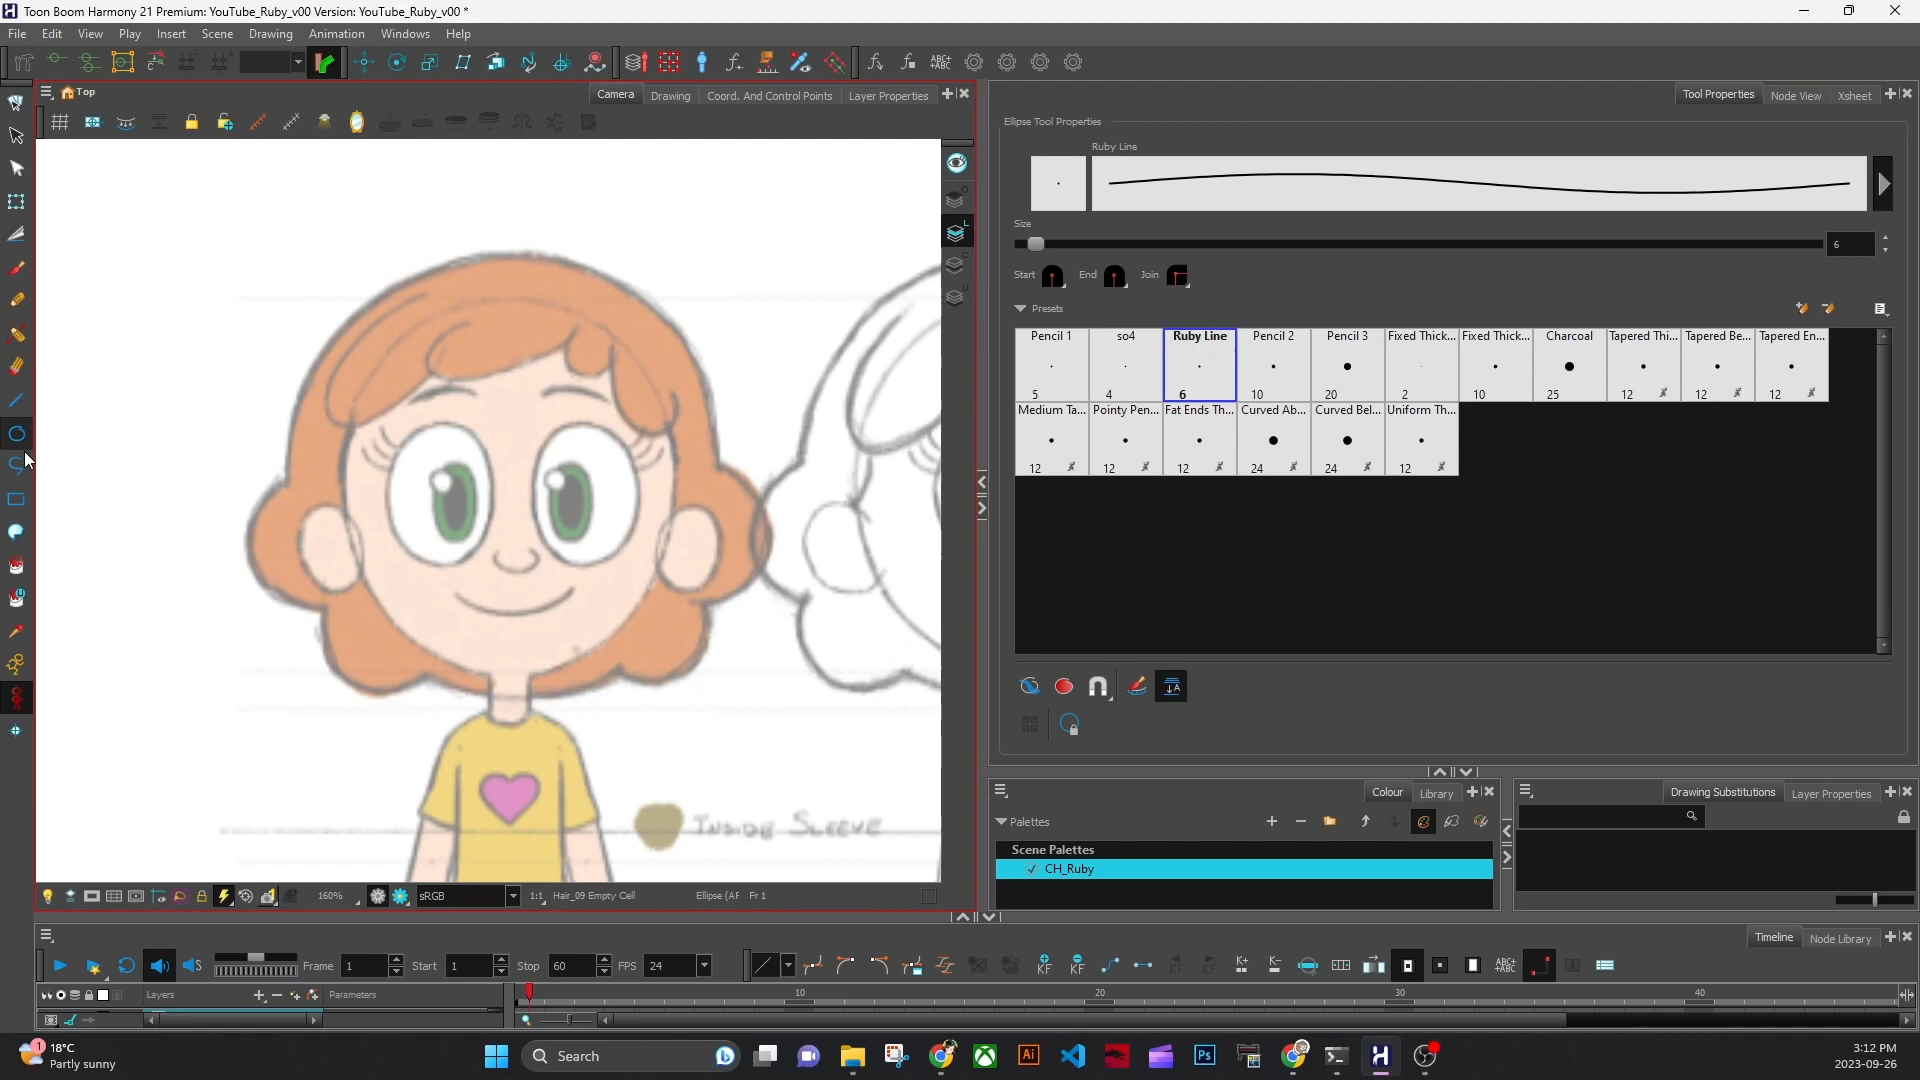 Toon Boom Harmony 21 Premium: YouTube_Ruby_v00 Version: YouTube_Ruby_v00 *
File Edit View Play Insert Scene Drawing Animation Windows Help
Top
Camera Drawing Coord. And Control Points Layer Properties
Tool Properties Node View Xsheet
Ellipse Tool Properties
Ruby Line
Size
6
Start End Join
Presets
Pencil 1 so4 Ruby Line Pencil 2 Pencil 3 Fixed Thick... Fixed Thick... Charcoal Tapered Thi... Tapered Be... Tapered En...
5 4 6 10 20 2 10 25 12 12 12
Medium Ta... Pointy Pen... Fat Ends Th... Curved Ab... Curved Bel... Uniform Th...
12 12 12 24 24 12
INSIDE SLEEVE
Colour Library
Palettes
Scene Palettes
CH_Ruby
Drawing Substitutions Layer Properties
160% sRGB 1:1 Hair_09 Empty Cell Ellipse (AF Fr 1
Timeline Node Library
Frame 1 Start 1 Stop 60 FPS 24
Layers Parameters
10 20 30 40
1 18°C
Partly sunny
Search
3:12 PM
2023-09-26